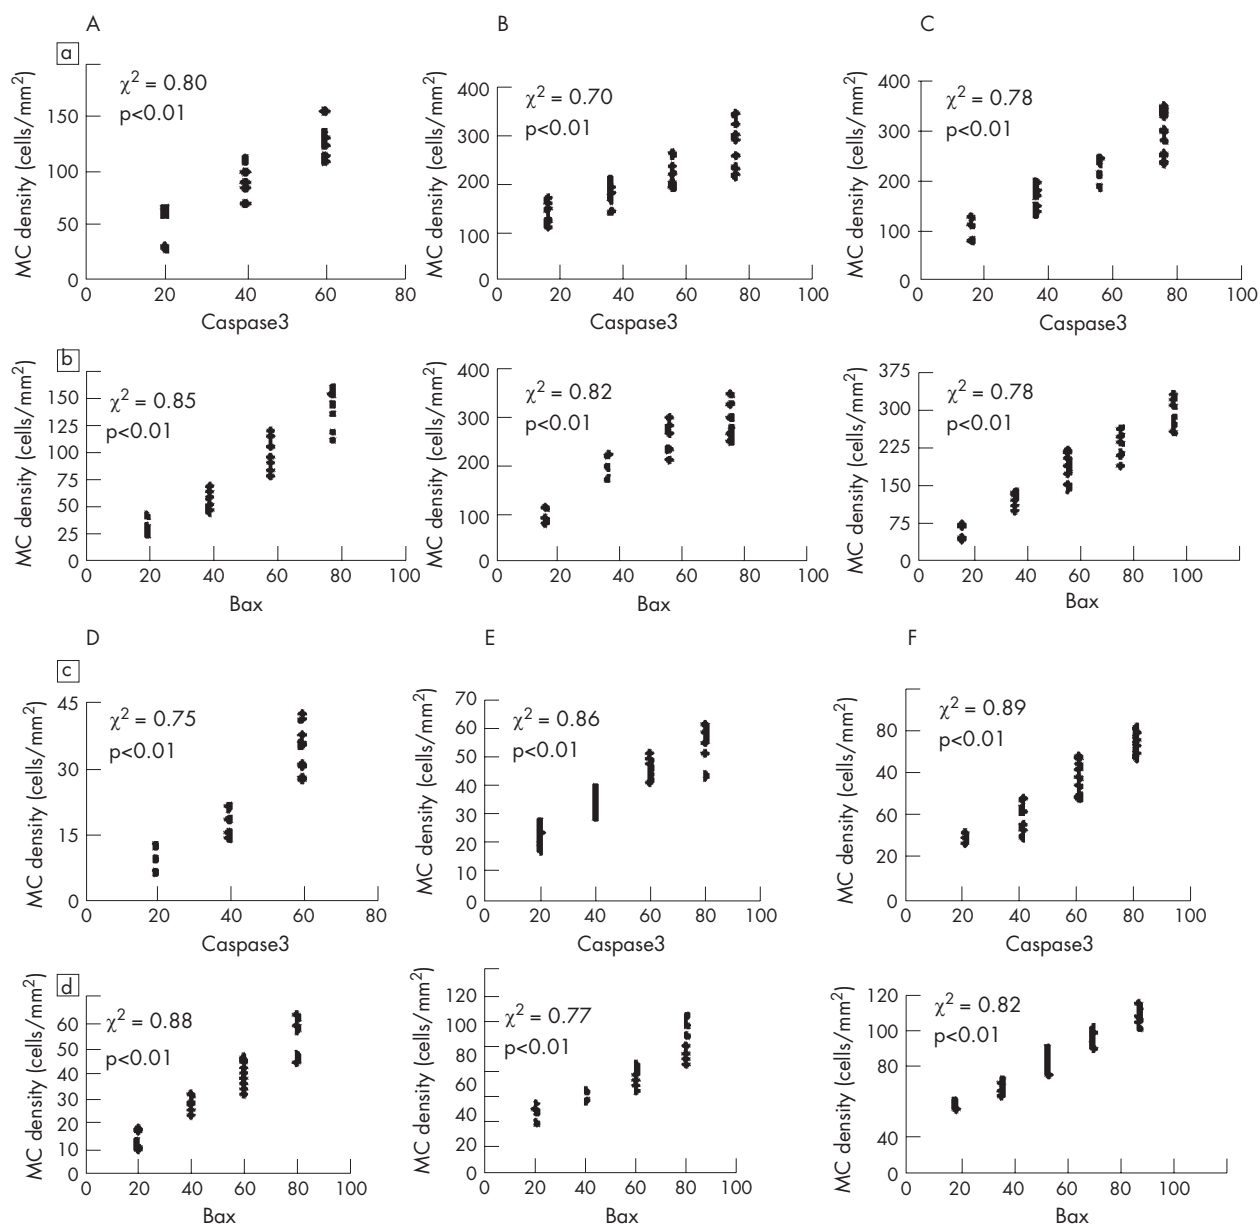 A
a
MC density (cells/mm²)
χ² = 0.80
p<0.01
150
100
50
0
0 20 40 60 80
Caspase3
B
MC density (cells/mm²)
χ² = 0.70
p<0.01
400
300
200
100
0
0 20 40 60 80 100
Caspase3
C
MC density (cells/mm²)
χ² = 0.78
p<0.01
400
300
200
100
0
0 20 40 60 80 100
Caspase3
b
MC density (cells/mm²)
χ² = 0.85
p<0.01
150
125
100
75
50
25
0
0 20 40 60 80 100
Bax
MC density (cells/mm²)
χ² = 0.82
p<0.01
400
300
200
100
0
0 20 40 60 80 100
Bax
MC density (cells/mm²)
χ² = 0.78
p<0.01
375
300
225
150
75
0
0 20 40 60 80 100
Bax
D
c
MC density (cells/mm²)
χ² = 0.75
p<0.01
45
30
15
0
0 20 40 60 80
Caspase3
E
MC density (cells/mm²)
χ² = 0.86
p<0.01
70
60
50
40
30
20
10
0
0 20 40 60 80 100
Caspase3
F
MC density (cells/mm²)
χ² = 0.89
p<0.01
80
40
60
20
0
0 20 40 60 80 100
Caspase3
d
MC density (cells/mm²)
χ² = 0.88
p<0.01
60
50
40
30
20
10
0
0 20 40 60 80 100
Bax
MC density (cells/mm²)
χ² = 0.77
p<0.01
120
100
80
60
40
20
0
0 20 40 60 80 100
Bax
MC density (cells/mm²)
χ² = 0.82
p<0.01
120
100
80
40
0
0 20 40 60 80 100
Bax